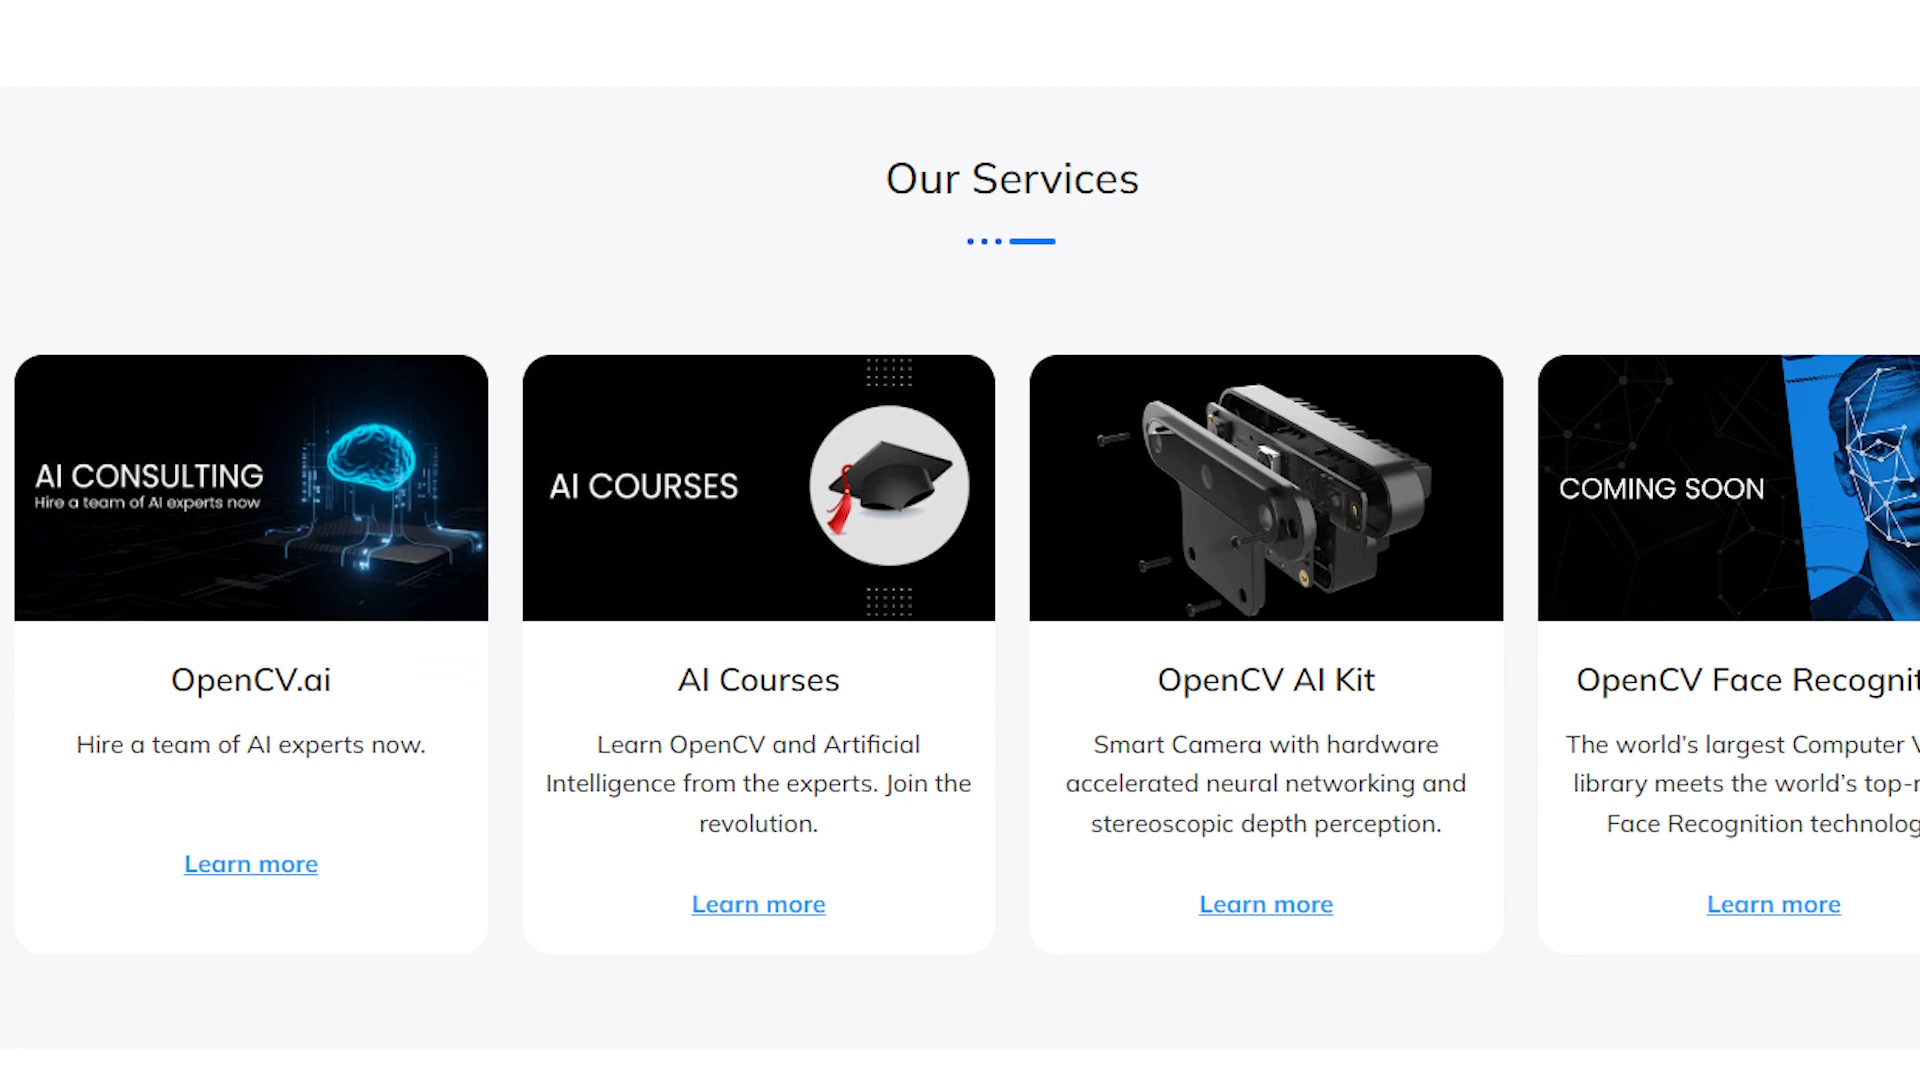 Our Services
AI CONSULTING
Hire a team of AI experts now
OpenCV.ai
Hire a team of AI experts now.
Learn more
AI COURSES
AI Courses
Learn OpenCV and Artificial
Intelligence from the experts. Join the
revolution.
Learn more
OpenCV AI Kit
Smart Camera with hardware
accelerated neural networking and
stereoscopic depth perception.
Learn more
COMING SOON
OpenCV Face
The world’s largest Computer
library meets the world’s
Face Recognition
Learn more